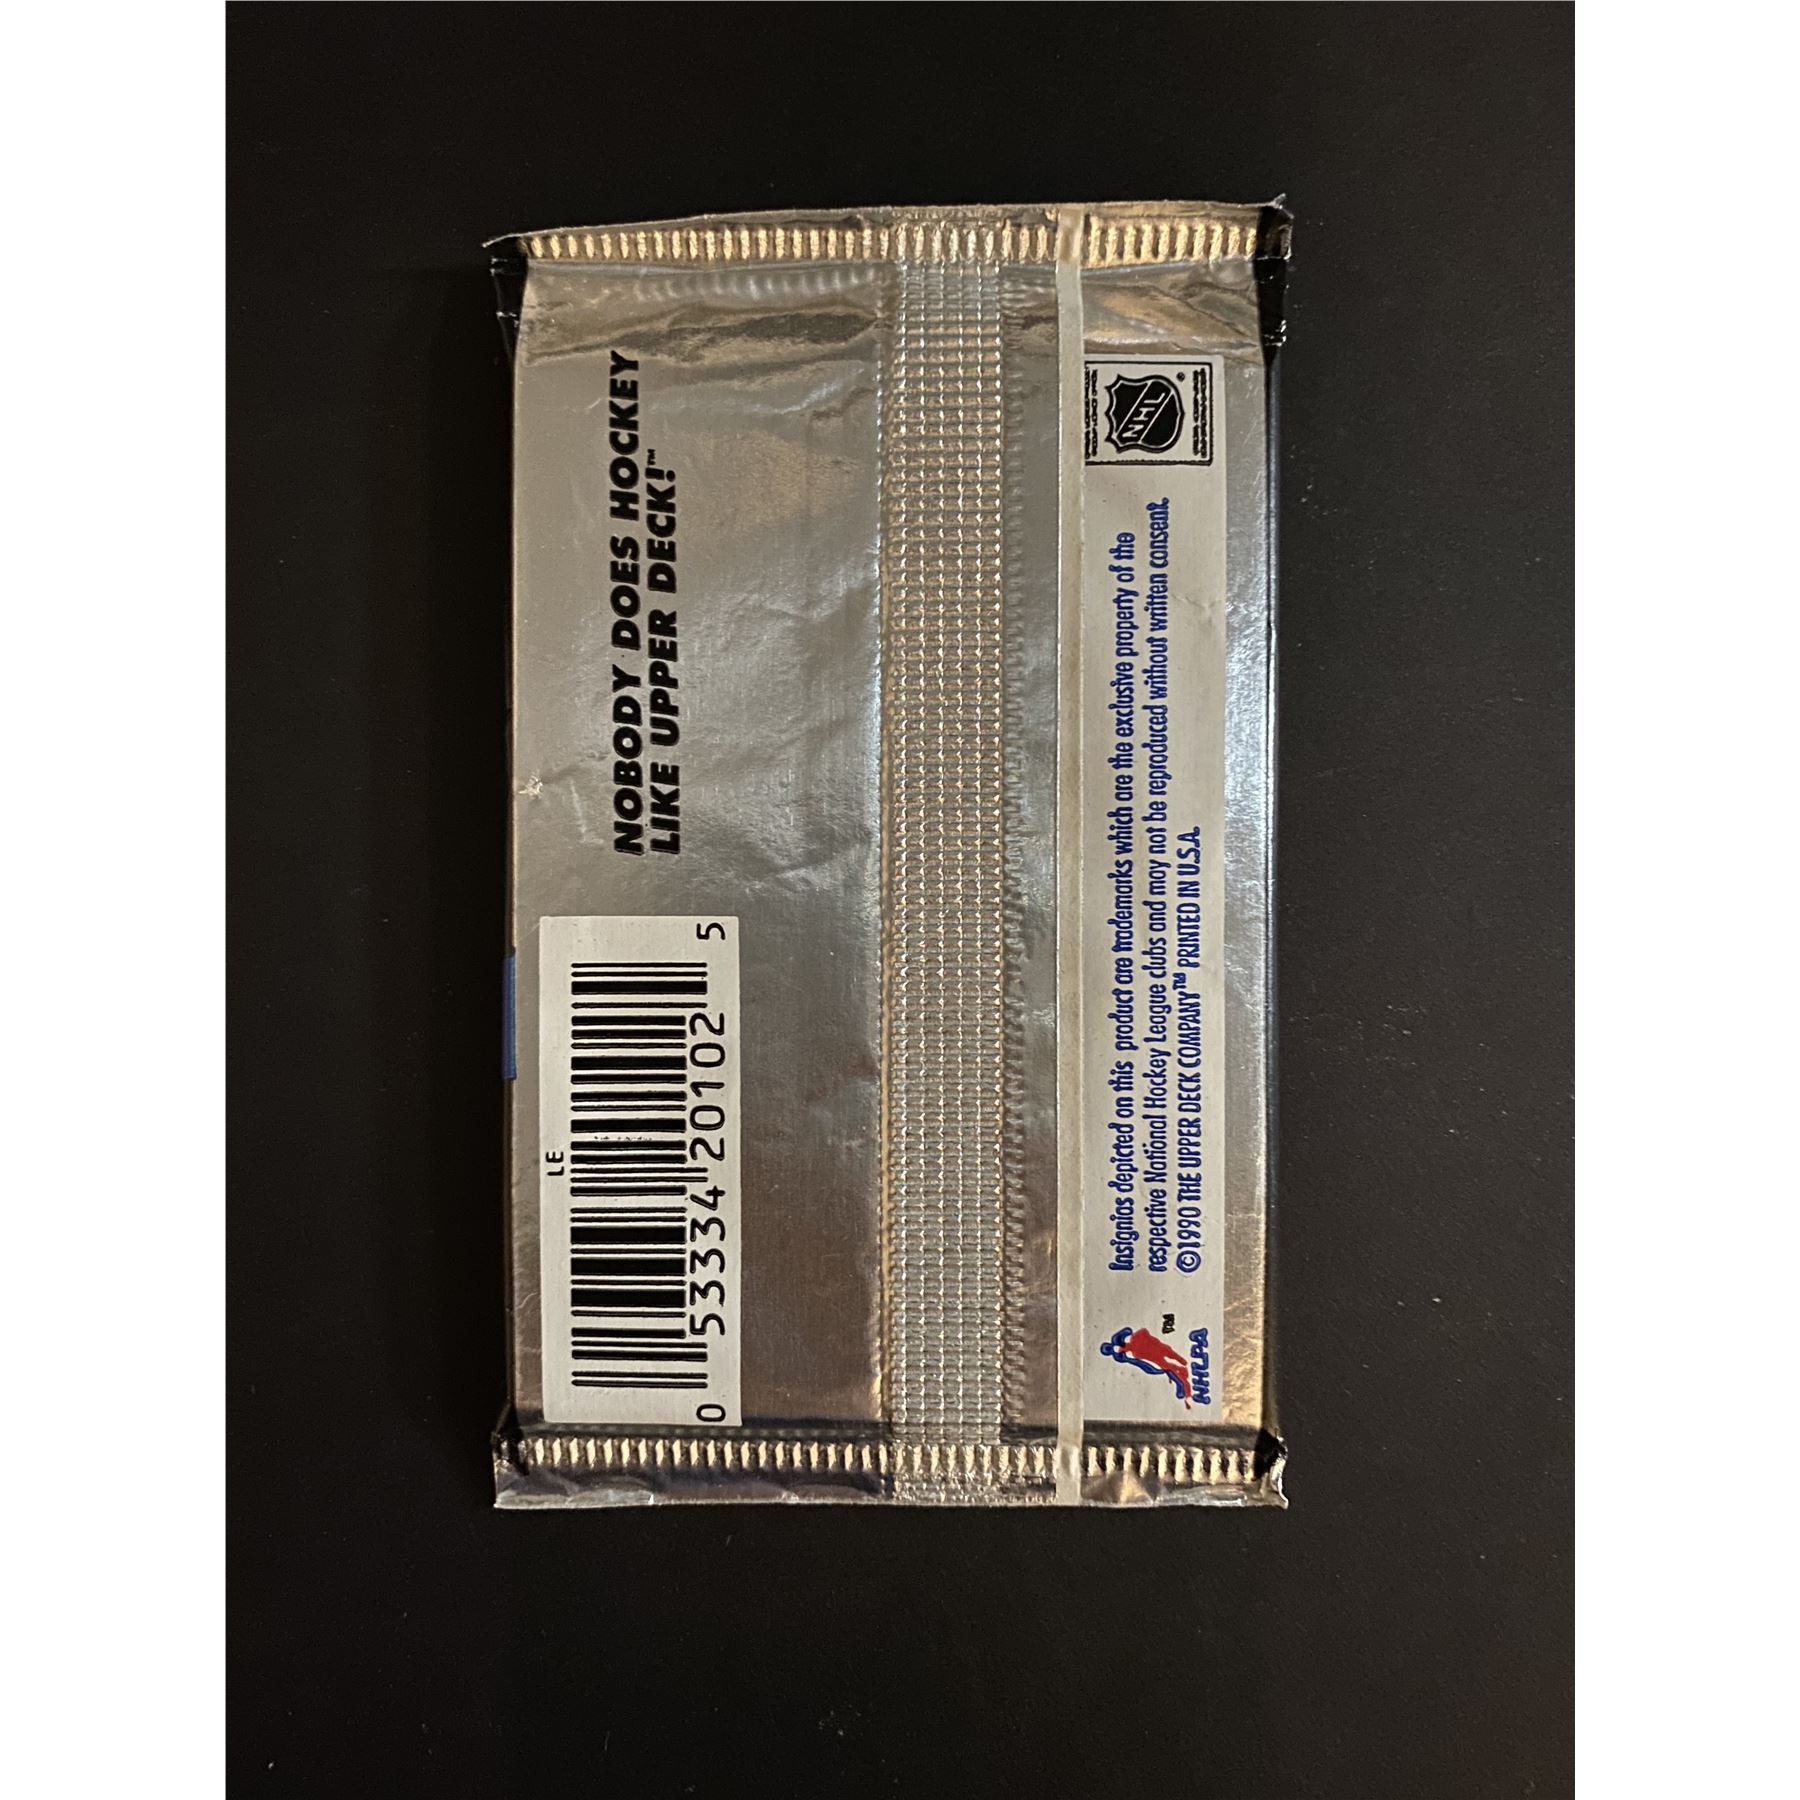 NOBODY DOES HOCKEY
LIKE UPPER DECK!™
LE
0 53334 20102 5
NHL
®
Insignias depicted on this product are trademarks which are the exclusive property of the
respective National Hockey League clubs and may not be reproduced without written consent.
©1990 THE UPPER DECK COMPANY™ PRINTED IN U.S.A.
NHLPA
TM